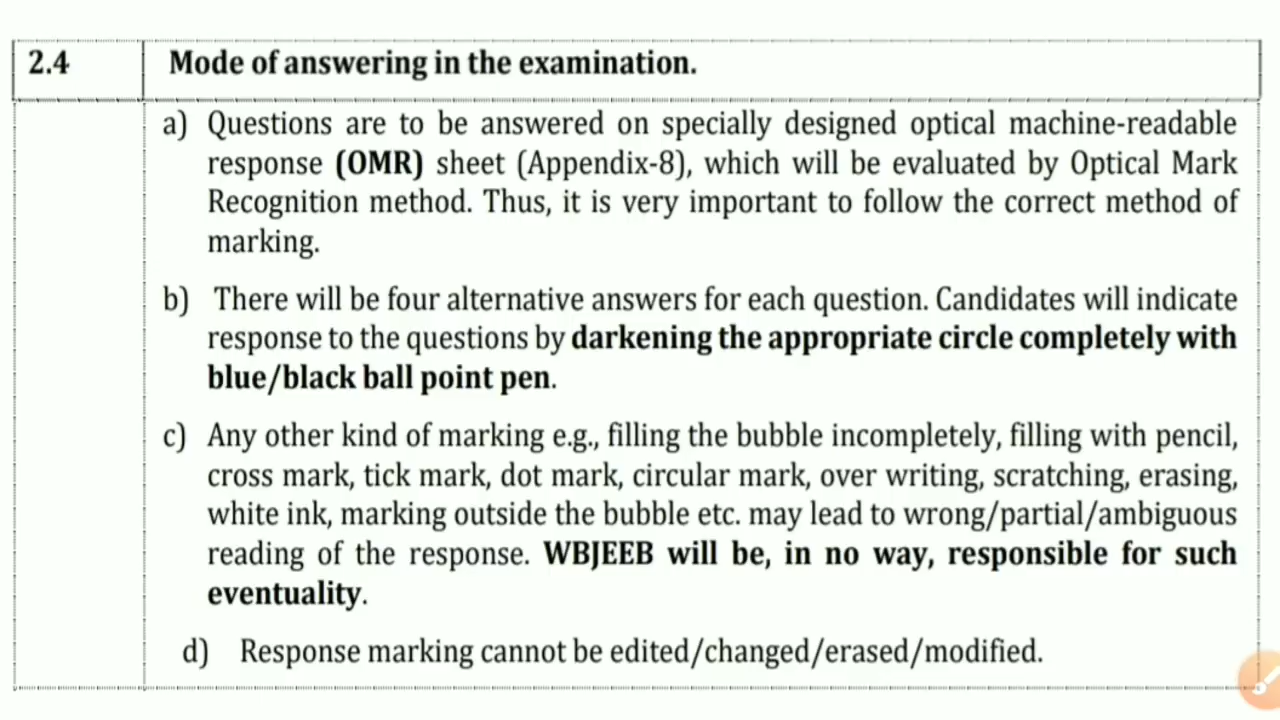 2.4 Mode of answering in the examination.
a) Questions are to be answered on specially designed optical machine-readable
response (OMR) sheet (Appendix-8), which will be evaluated by Optical Mark
Recognition method. Thus, it is very important to follow the correct method of
marking.
b) There will be four alternative answers for each question. Candidates will indicate
response to the questions by darkening the appropriate circle completely with
blue/black ball point pen.
c) Any other kind of marking e.g., filling the bubble incompletely, filling with pencil,
cross mark, tick mark, dot mark, circular mark, over writing, scratching, erasing,
white ink, marking outside the bubble etc. may lead to wrong/partial/ambiguous
reading of the response. WBJEEB will be, in no way, responsible for such
eventuality.
d) Response marking cannot be edited/changed/erased/modified.